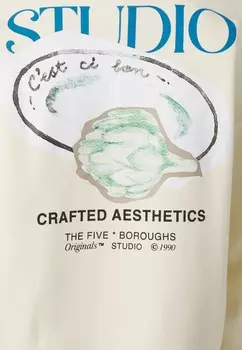 STUDIO
C'est ci bon
CRAFTED AESTHETICS
THE FIVE * BOROUGHS
Originals™ STUDIO ©1990